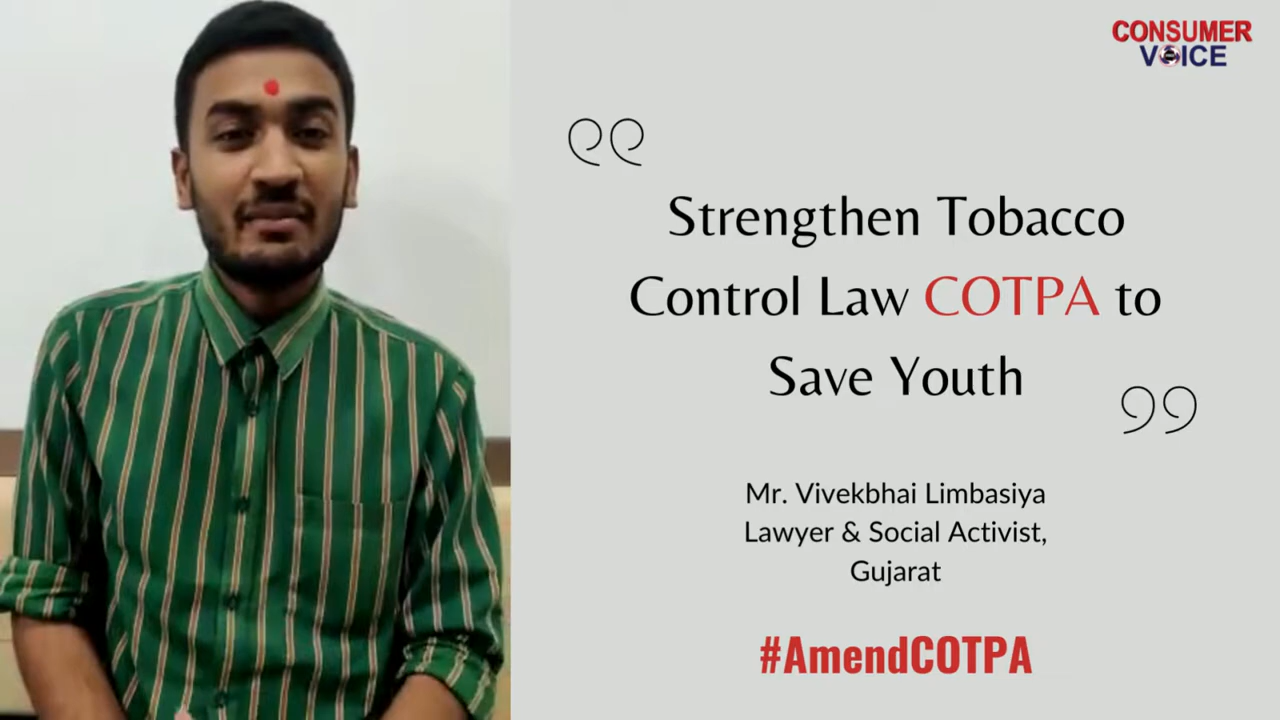 CONSUMER
VOICE
Strengthen Tobacco
Control Law COTPA to
Save Youth
Mr. Vivekbhai Limbasiya
Lawyer & Social Activist,
Gujarat
#AmendCOTPA